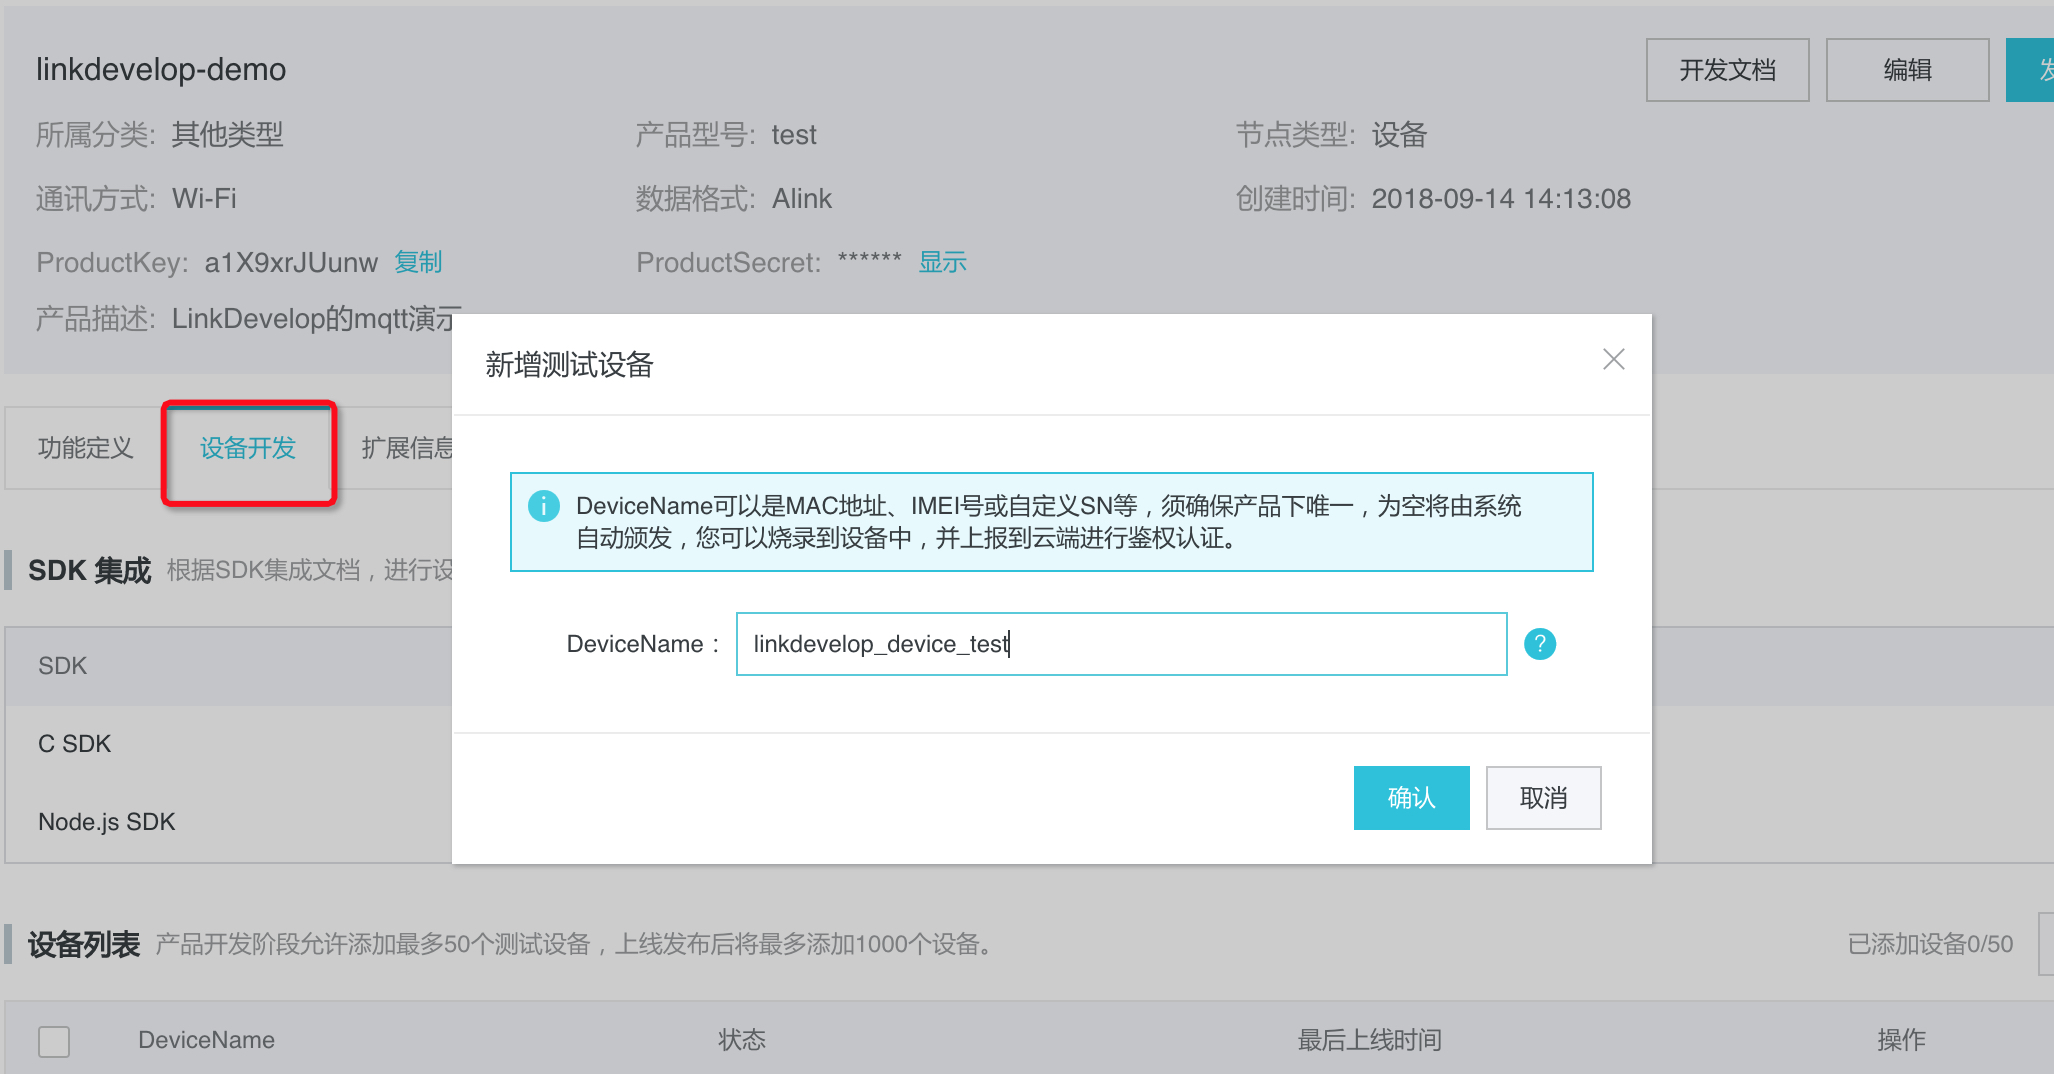 linkdevelop-demo
开发文档
编辑
发
所属分类: 其他类型
产品型号: test
节点类型: 设备
通讯方式: Wi-Fi
数据格式: Alink
创建时间: 2018-09-14 14:13:08
ProductKey: a1X9xrJUunw 复制
ProductSecret: ****** 显示
产品描述: LinkDevelop的mqtt演示
新增测试设备
功能定义
设备开发
扩展信息
DeviceName可以是MAC地址、IMEI号或自定义SN等，须确保产品下唯一，为空将由系统
自动颁发，您可以烧录到设备中，并上报到云端进行鉴权认证。
SDK 集成 根据SDK集成文档，进行设
DeviceName： linkdevelop_device_test ?
SDK
C SDK
Node.js SDK
确认
取消
设备列表 产品开发阶段允许添加最多50个测试设备，上线发布后将最多添加1000个设备。
已添加设备0/50
DeviceName
状态
最后上线时间
操作